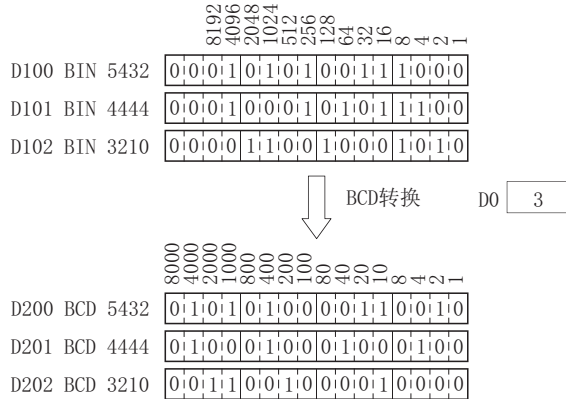 8192 4096 2048 1024 512 256 128 64 32 16 8 4 2 1
D100 BIN 5432 0 0 0 1 0 1 0 1 0 0 1 1 1 0 0 0
D101 BIN 4444 0 0 0 1 0 0 0 1 0 1 0 1 1 1 0 0
D102 BIN 3210 0 0 0 0 1 1 0 0 1 0 0 0 1 0 1 0
BCD转换 D0 3
8000 4000 2000 1000 800 400 200 100 80 40 20 10 8 4 2 1
D200 BCD 5432 0 1 0 1 0 1 0 0 0 0 1 1 0 0 1 0
D201 BCD 4444 0 1 0 0 0 1 0 0 0 1 0 0 0 1 0 0
D202 BCD 3210 0 0 1 1 0 0 1 0 0 0 0 1 0 0 0 0